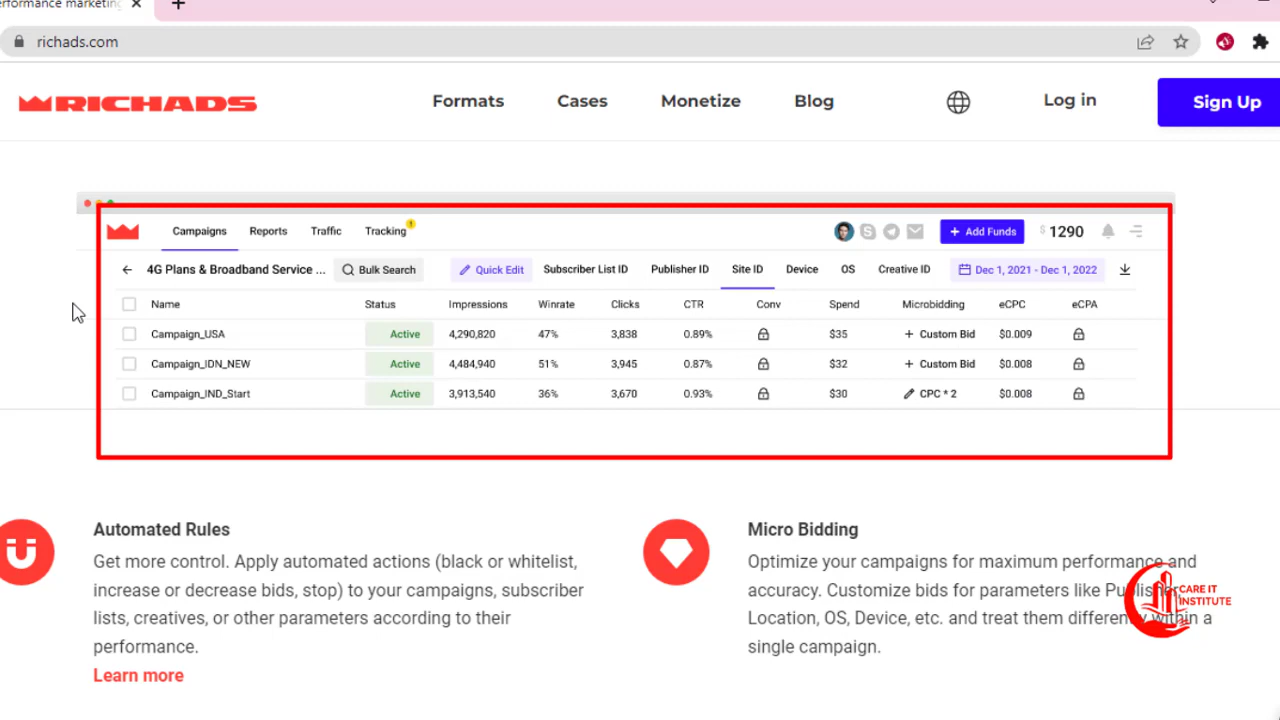 erformance marketing
richads.com
RICHADS
Formats
Cases
Monetize
Blog
Log in
Sign Up
Campaigns
Reports
Traffic
Tracking
Add Funds
$ 1290
4G Plans & Broadband Service ...
Bulk Search
Quick Edit
Subscriber List ID
Publisher ID
Site ID
Device
OS
Creative ID
Dec 1, 2021 - Dec 1, 2022
Name Status Impressions Winrate Clicks CTR Conv Spend Microbidding eCPC eCPA
Campaign_USA Active 4,290,820 47% 3,838 0.89% $35 + Custom Bid $0.009
Campaign_IDN_NEW Active 4,484,940 51% 3,945 0.87% $32 + Custom Bid $0.008
Campaign_IND_Start Active 3,913,540 36% 3,670 0.93% $30 CPC * 2 $0.008
Automated Rules
Get more control. Apply automated actions (black or whitelist,
increase or decrease bids, stop) to your campaigns, subscriber
lists, creatives, or other parameters according to their
performance.
Learn more
Micro Bidding
Optimize your campaigns for maximum performance and
accuracy. Customize bids for parameters like Publisher
Location, OS, Device, etc. and treat them differently within a
single campaign.
CARE IT
INSTITUTE